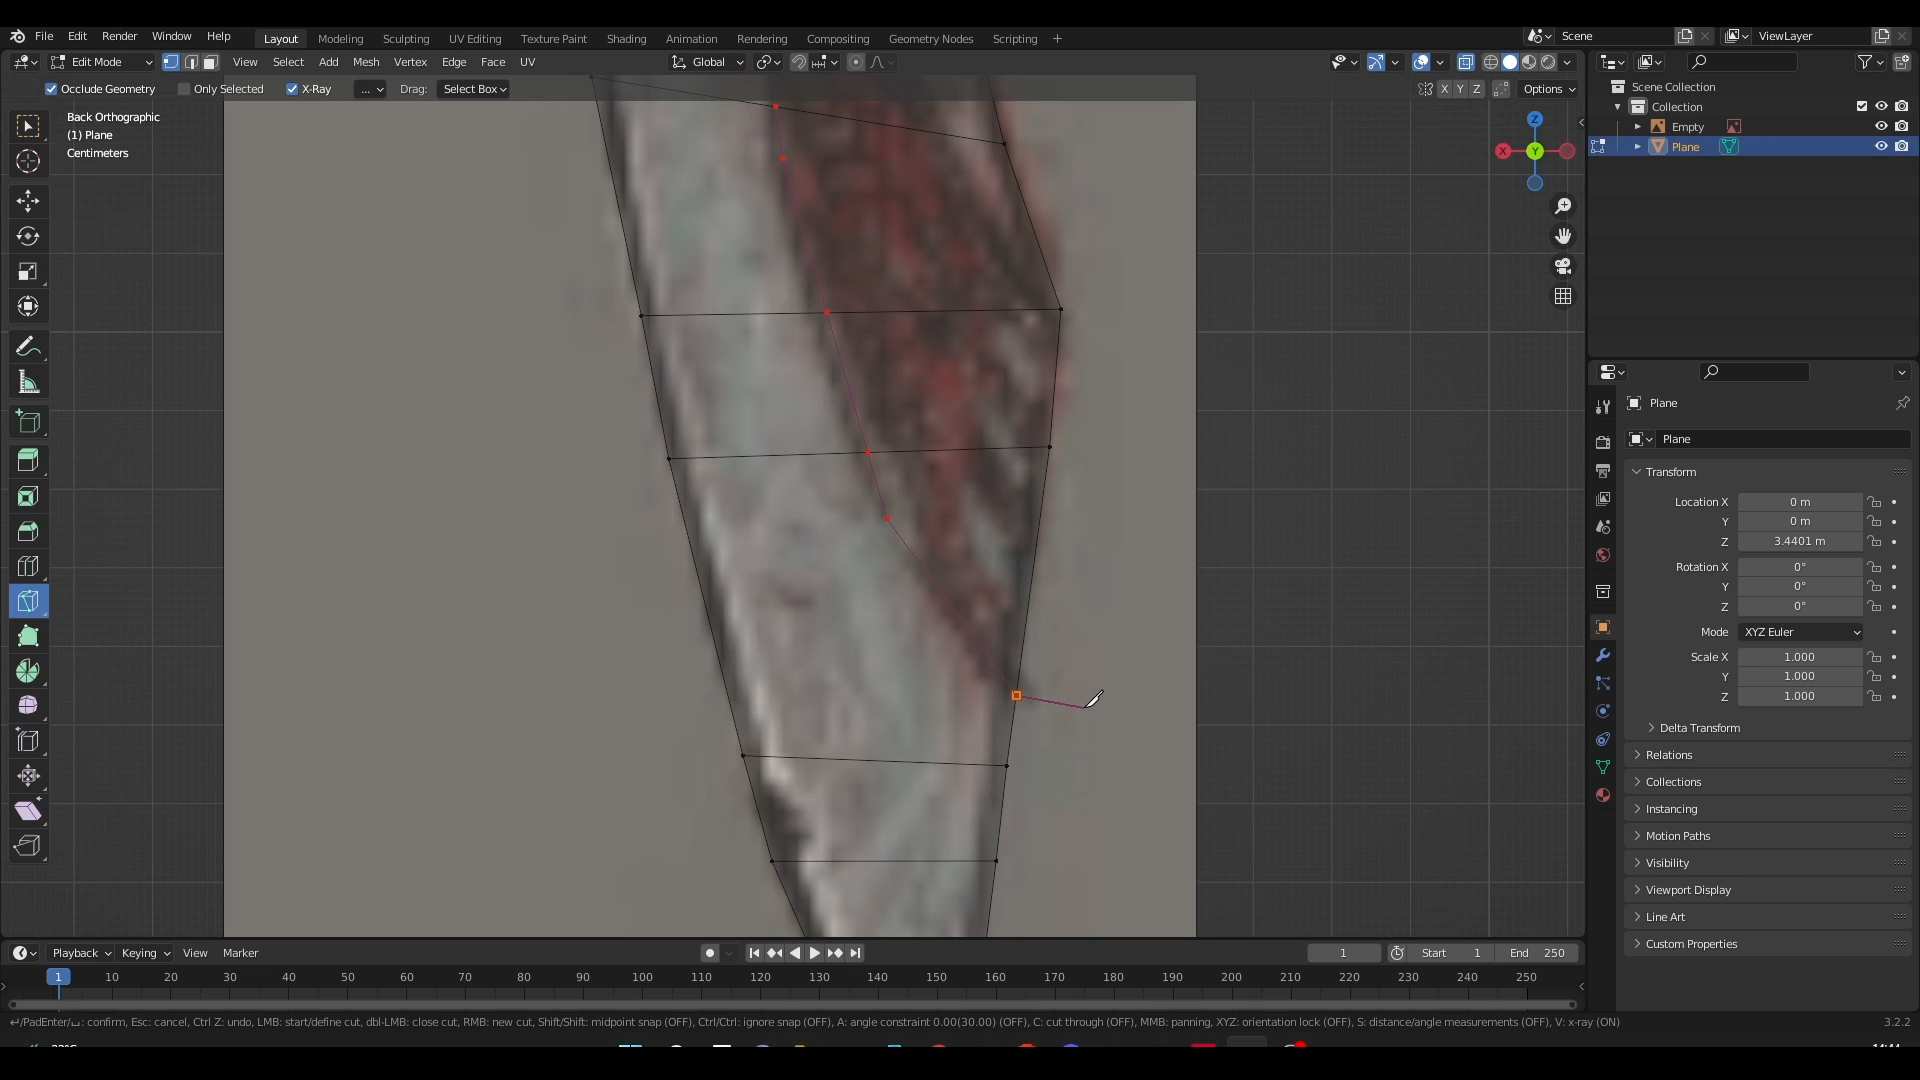 File Edit Render Window Help Layout Modeling Sculpting UV Editing Texture Paint Shading Animation Rendering Compositing Geometry Nodes Scripting + Scene ViewLayer
Edit Mode View Select Add Mesh Vertex Edge Face UV Global
Occlude Geometry Only Selected X-Ray ... Drag: Select Box X Y Z Options
Back Orthographic
(1) Plane
Centimeters
Z
X
Y
Scene Collection
Collection
Empty
Plane
Plane
Plane
Transform
Location X 0 m
Y 0 m
Z 3.4401 m
Rotation X 0°
Y 0°
Z 0°
Mode XYZ Euler
Scale X 1.000
Y 1.000
Z 1.000
Delta Transform
Relations
Collections
Instancing
Motion Paths
Visibility
Viewport Display
Line Art
Custom Properties
Playback Keying View Marker 1 Start 1 End 250
1 10 20 30 40 50 60 70 80 90 100 110 120 130 140 150 160 170 180 190 200 210 220 230 240 250
/PadEnter/ : confirm, Esc: cancel, Ctrl Z: undo, LMB: start/define cut, dbl-LMB: close cut, RMB: new cut, Shift/Shift: midpoint snap (OFF), Ctrl/Ctrl: ignore snap (OFF), A: angle constraint 0.00(30.00) (OFF), C: cut through (OFF), MMB: panning, XYZ: orientation lock (OFF), S: distance/angle measurements (OFF), V: x-ray (ON) 3.2.2